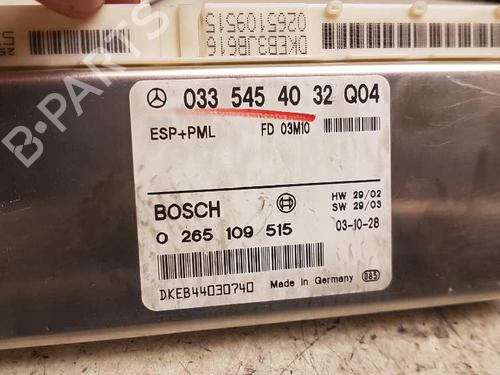 DKEB3JB616
0265109515
033 545 40 32 Q04
ESP+PML FD 03M10
HW 29/02
SW 29/03
BOSCH 03-10-28
0 265 109 515
DKEB44030740 Made in Germany 085